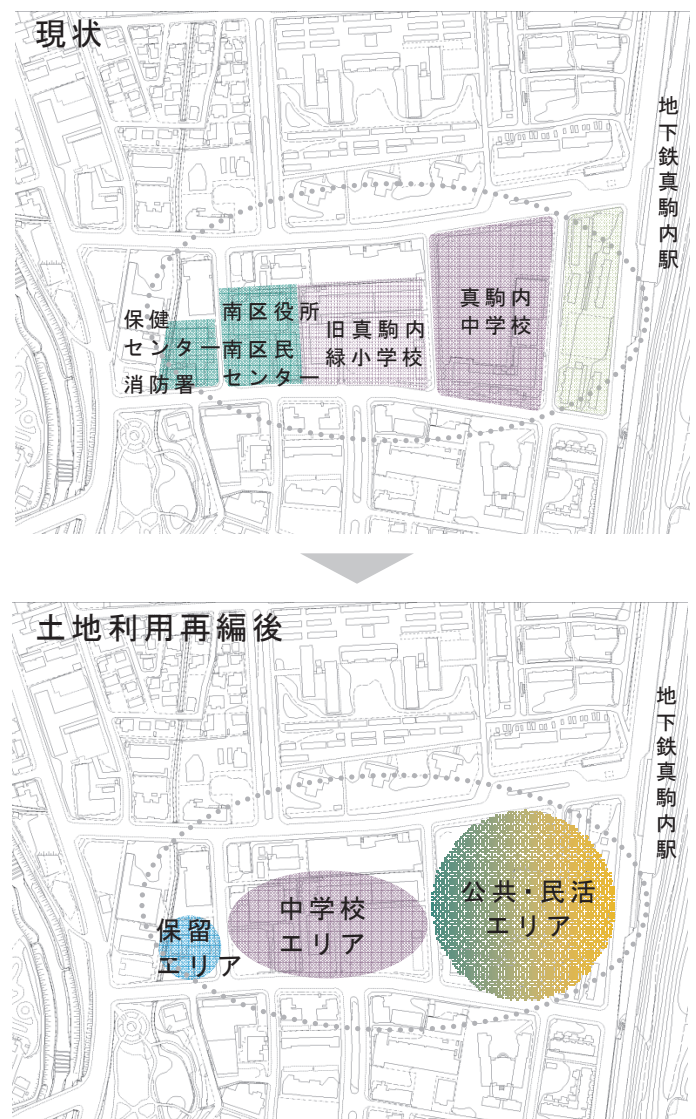 現状
地下鉄真駒内駅
保健
センター
消防署
南区役所
南区民
センター
旧真駒内
緑小学校
真駒内
中学校
土地利用再編後
地下鉄真駒内駅
保留
エリア
中学校
エリア
公共・民活
エリア